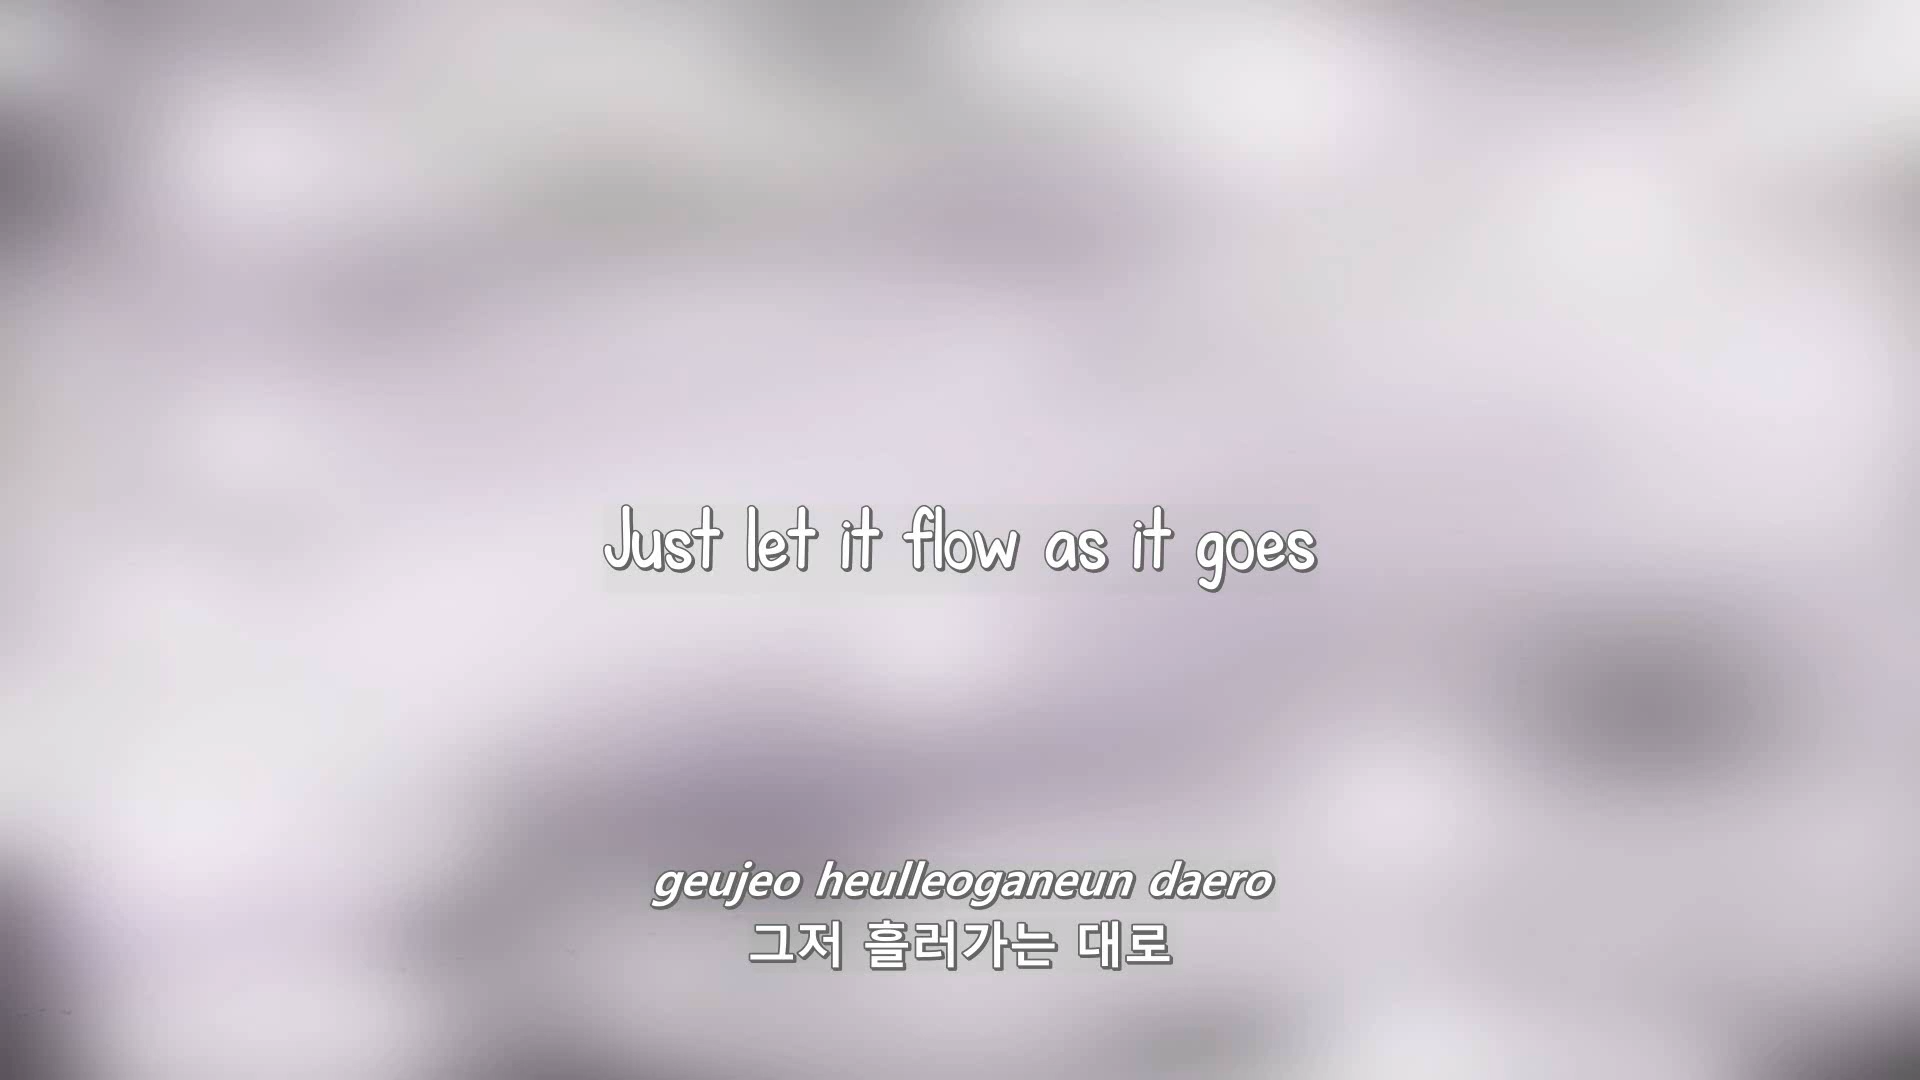 Just let it flow as it goes
geujeo heulleoganeun daero
그저 흘러가는 대로